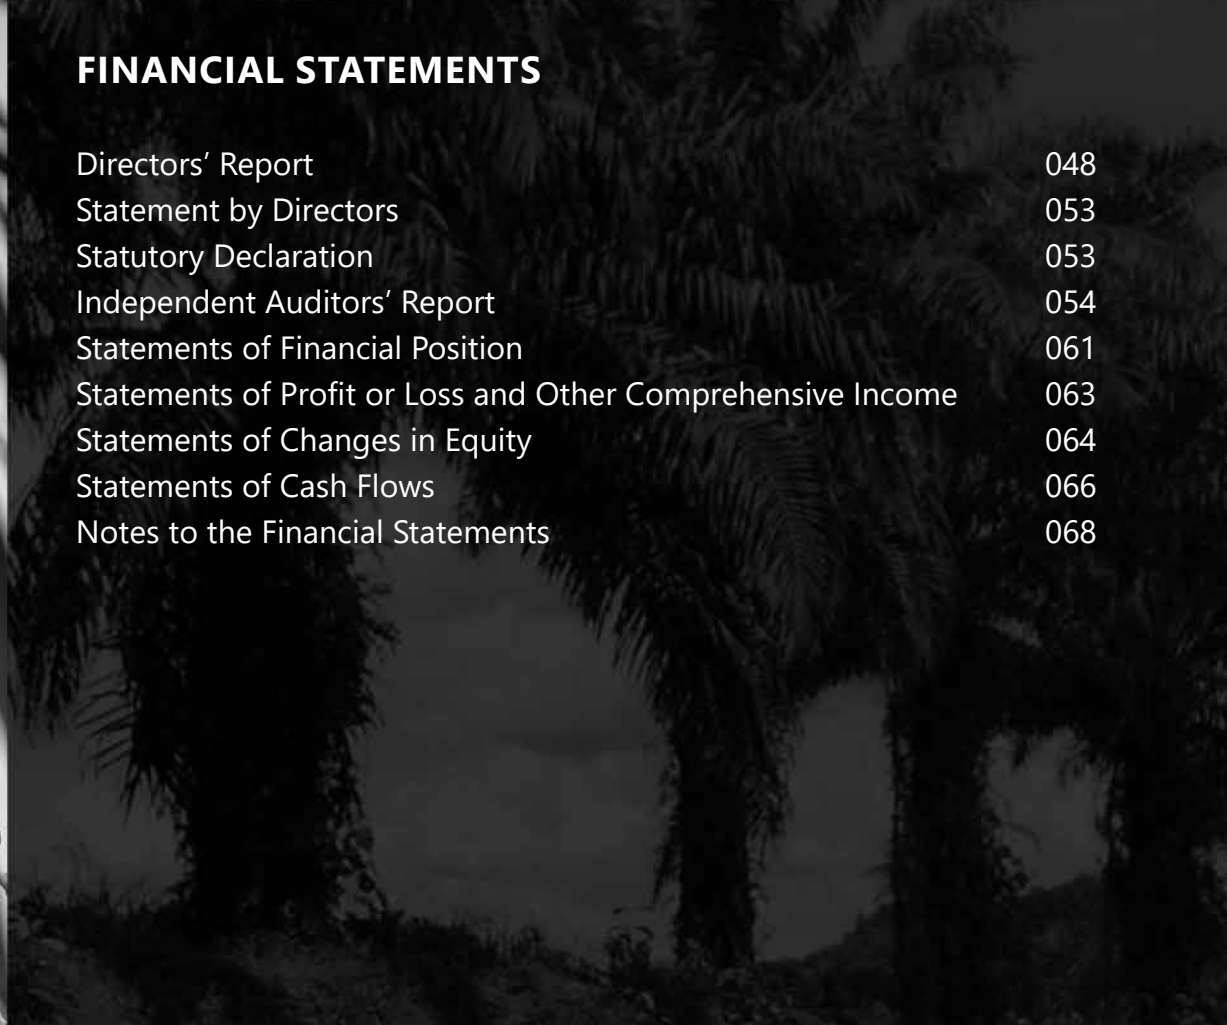 FINANCIAL STATEMENTS
Directors’ Report 048
Statement by Directors 053
Statutory Declaration 053
Independent Auditors’ Report 054
Statements of Financial Position 061
Statements of Profit or Loss and Other Comprehensive Income 063
Statements of Changes in Equity 064
Statements of Cash Flows 066
Notes to the Financial Statements 068